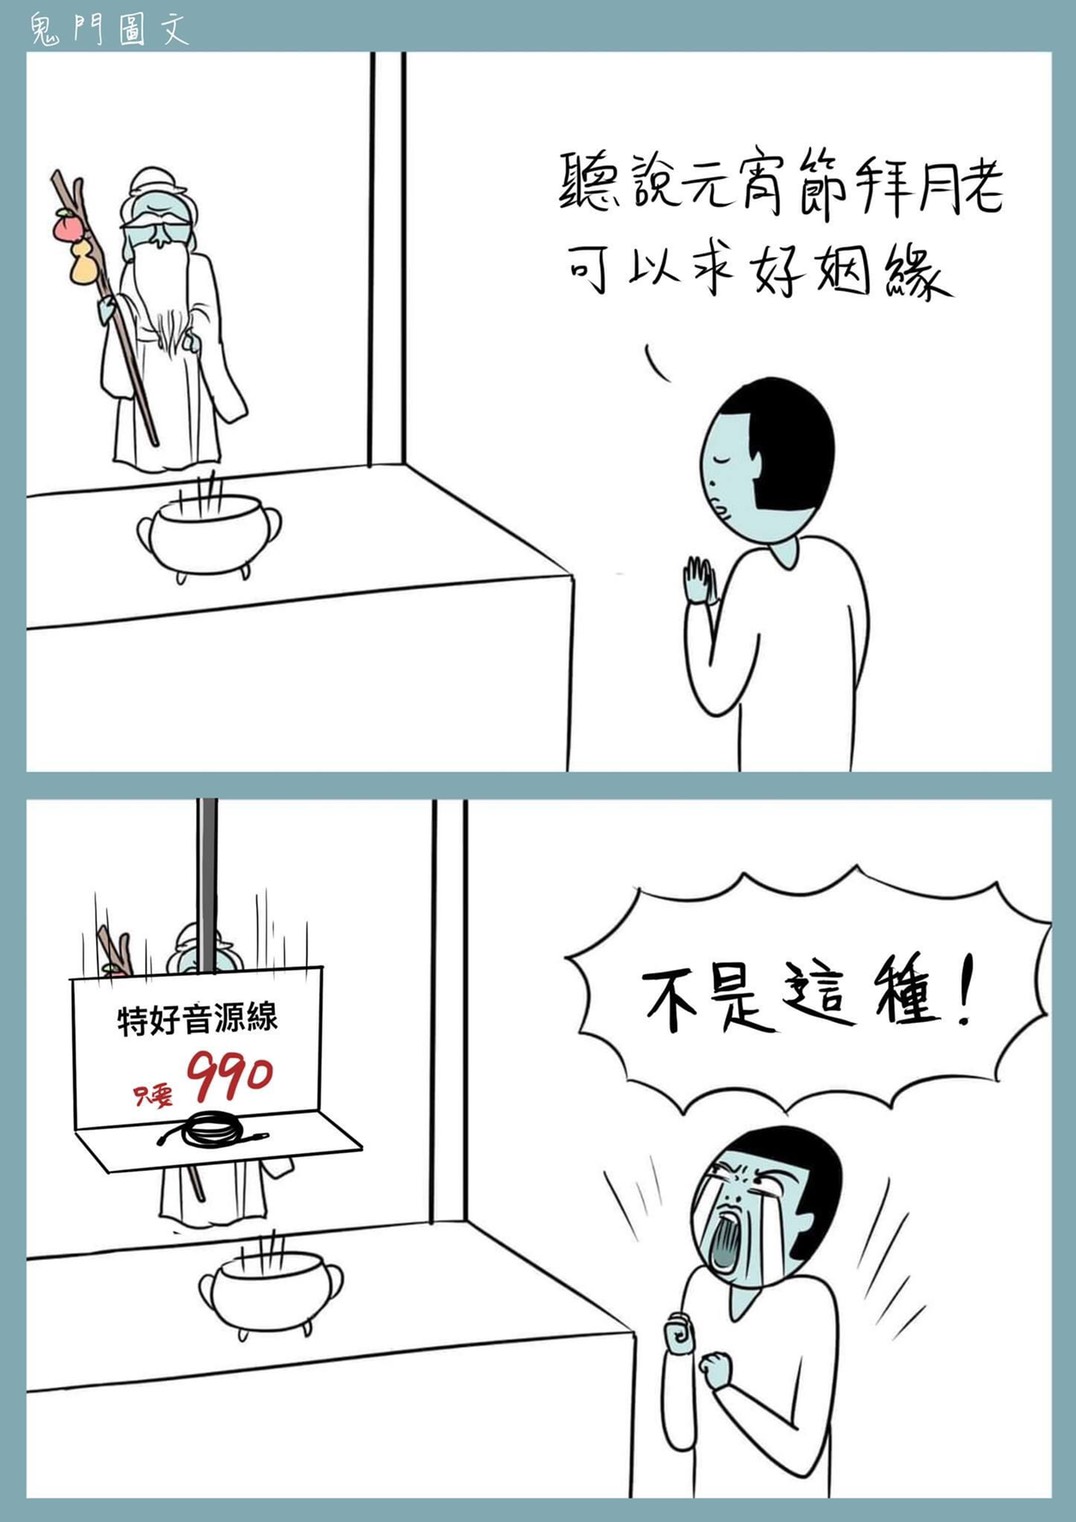 鬼門圖文
聽說元宵節拜月老
可以求好姻緣
特好音源線
只要 990
不是這種!